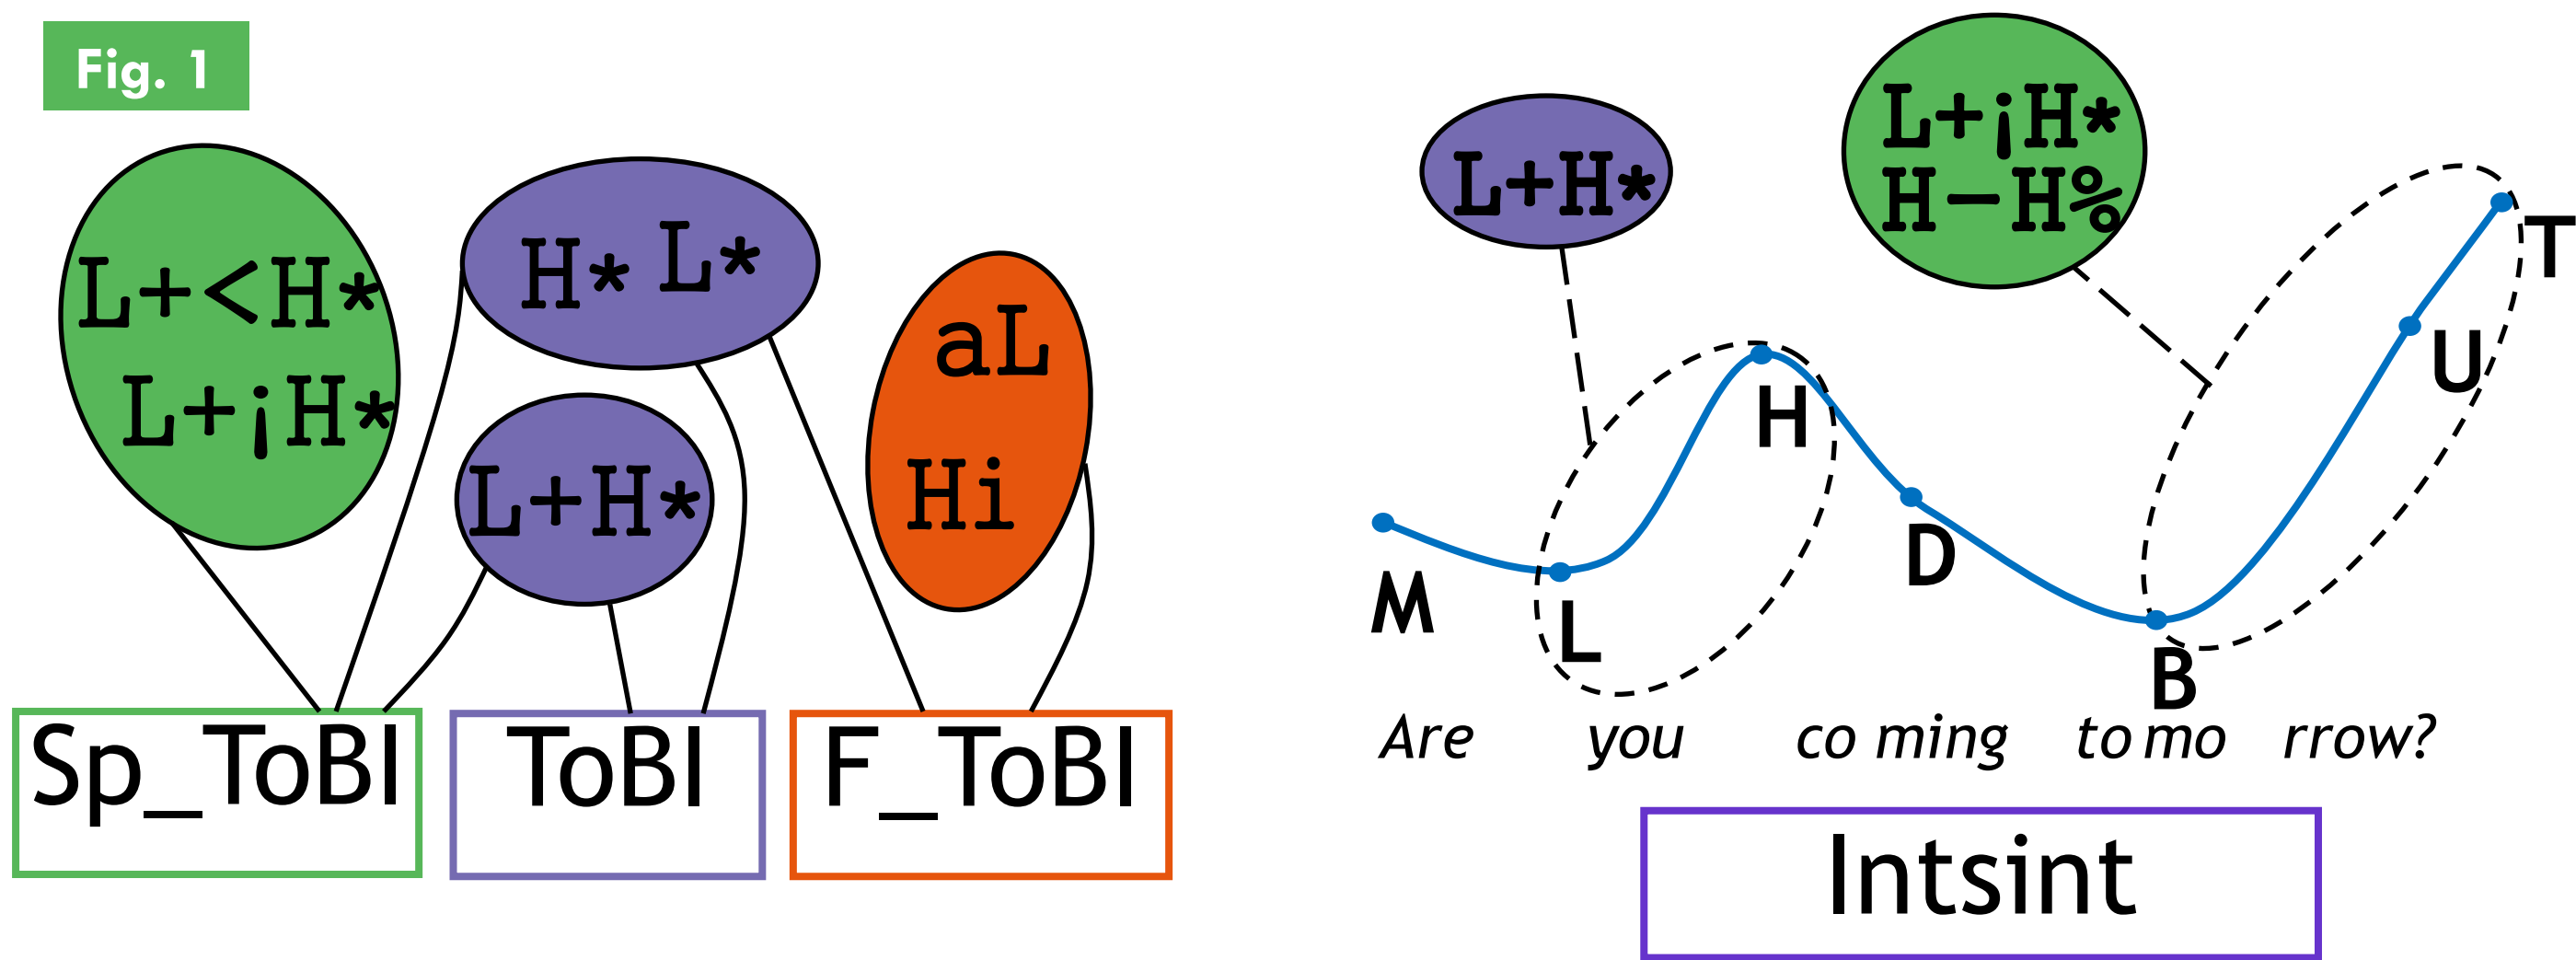 Fig. 1
L+<H*
L+¡H*
H* L*
L+H*
aL
Hi
Sp_ToBI
ToBI
F_ToBI
L+H*
L+¡H*
H-H%
M
L
H
D
B
U
T
Are you co ming to mo rrow?
Intsint